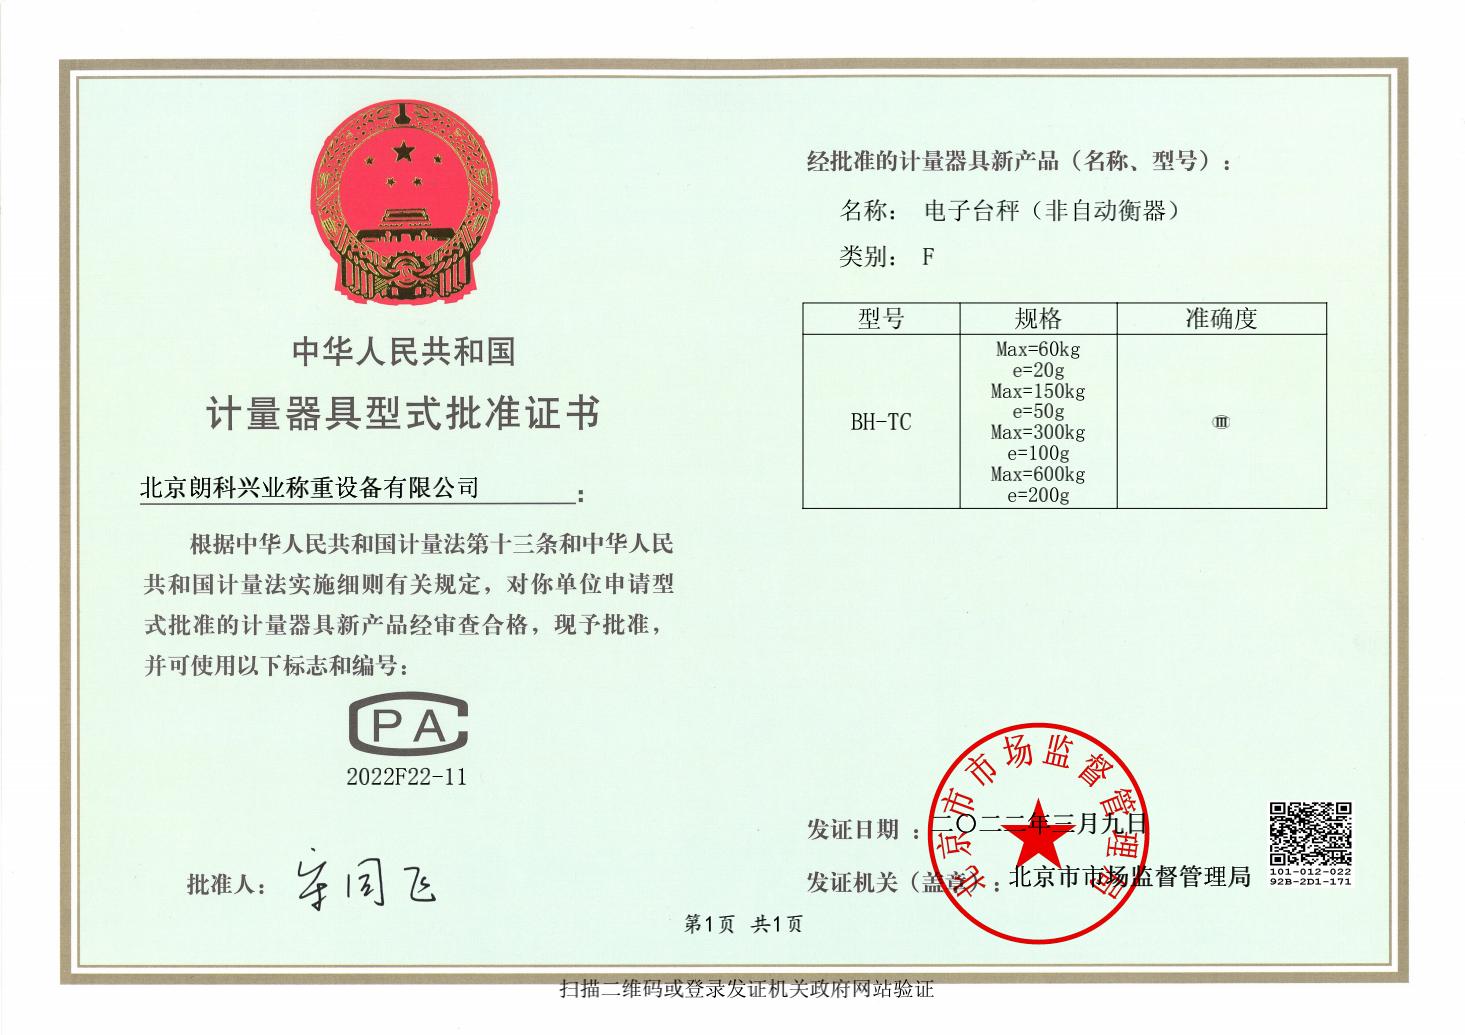 中华人民共和国
计量器具型式批准证书
北京朗科兴业称重设备有限公司：
根据中华人民共和国计量法第十三条和中华人民
共和国计量法实施细则有关规定，对你单位申请型
式批准的计量器具新产品经审查合格，现予批准，
并可使用以下标志和编号：
CPA
2022F22-11
批准人：
经批准的计量器具新产品（名称、型号）：
名称： 电子台秤（非自动衡器）
类别： F
型号 规格 准确度
Max=60kg
e=20g
Max=150kg
e=50g
BH-TC Ⅲ
Max=300kg
e=100g
Max=600kg
e=200g
北京市市场监督管理局
发证日期 ：二〇二二年三月九日
发证机关（盖章）：北京市市场监督管理局
101-012-022
92B-2D1-171
第1页 共1页
扫描二维码或登录发证机关政府网站验证